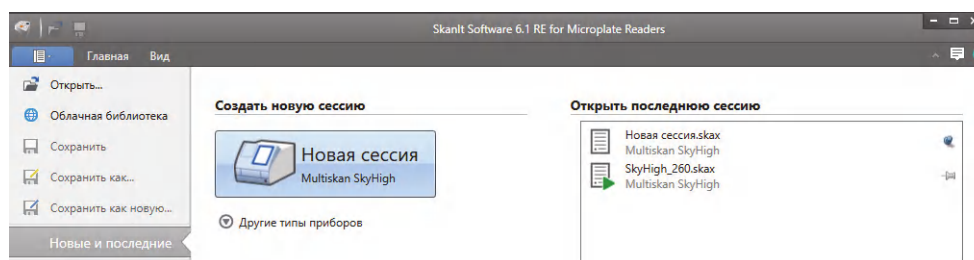 SkanIt Software 6.1 RE for Microplate Readers
Главная Вид
Открыть...
Облачная библиотека
Сохранить
Сохранить как...
Сохранить как новую...
Новые и последние
Создать новую сессию
Новая сессия
Multiskan SkyHigh
Другие типы приборов
Открыть последнюю сессию
Новая сессия.skax
Multiskan SkyHigh
SkyHigh_260.skax
Multiskan SkyHigh